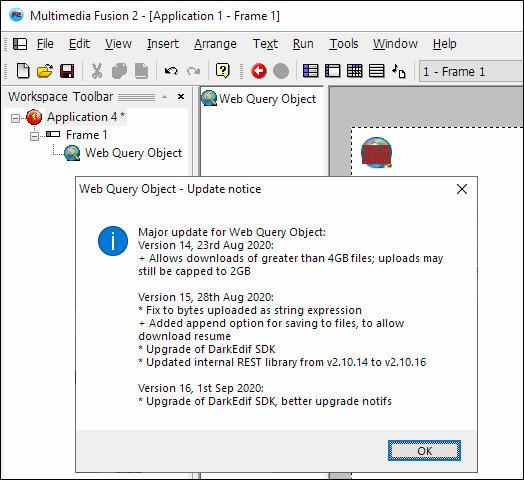 Multimedia Fusion 2 - [Application 1 - Frame 1]
File Edit View Insert Arrange Text Run Tools Window Help
1 - Frame 1
Workspace Toolbar
Web Query Object
Application 4 *
Frame 1
Web Query Object
Web Query Object - Update notice
Major update for Web Query Object:
Version 14, 23rd Aug 2020:
+ Allows downloads of greater than 4GB files; uploads may
still be capped to 2GB
Version 15, 28th Aug 2020:
* Fix to bytes uploaded as string expression
+ Added append option for saving to files, to allow
download resume
* Upgrade of DarkEdif SDK
* Updated internal REST library from v2.10.14 to v2.10.16
Version 16, 1st Sep 2020:
* Upgrade of DarkEdif SDK, better upgrade notifs
OK